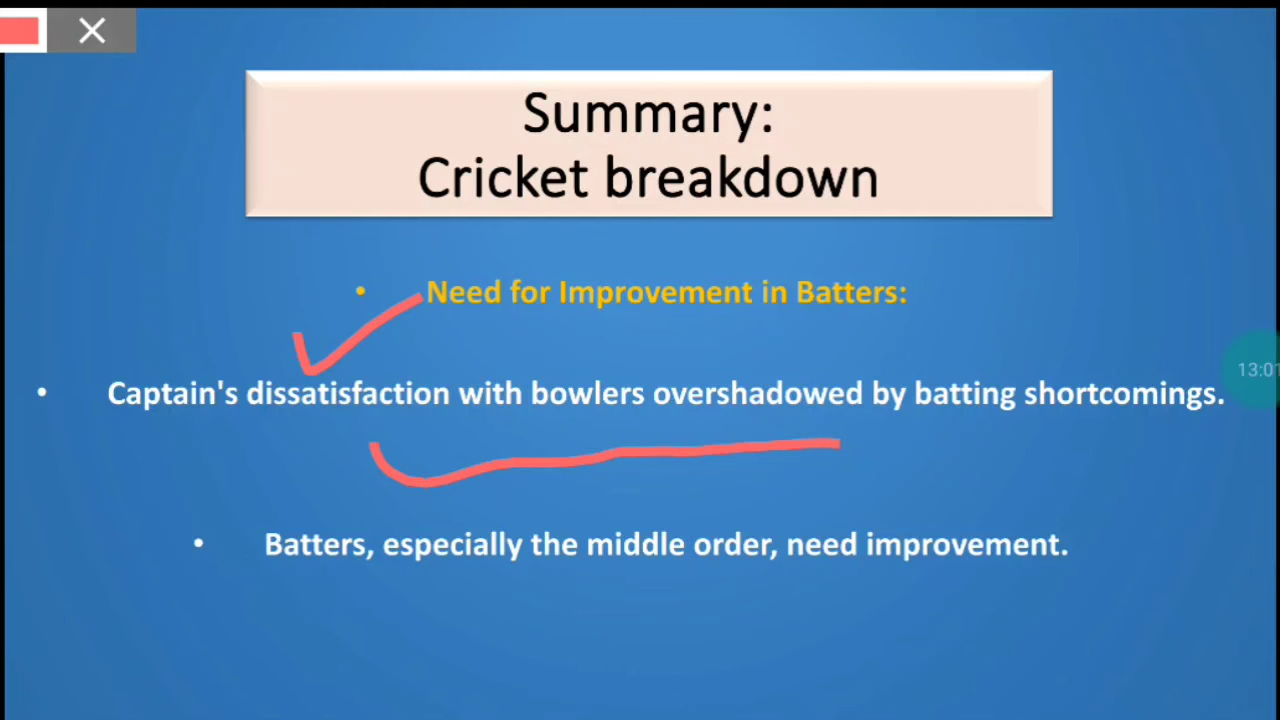 Summary:
Cricket breakdown
• Need for Improvement in Batters:
• Captain's dissatisfaction with bowlers overshadowed by batting shortcomings.
• Batters, especially the middle order, need improvement.
13:01